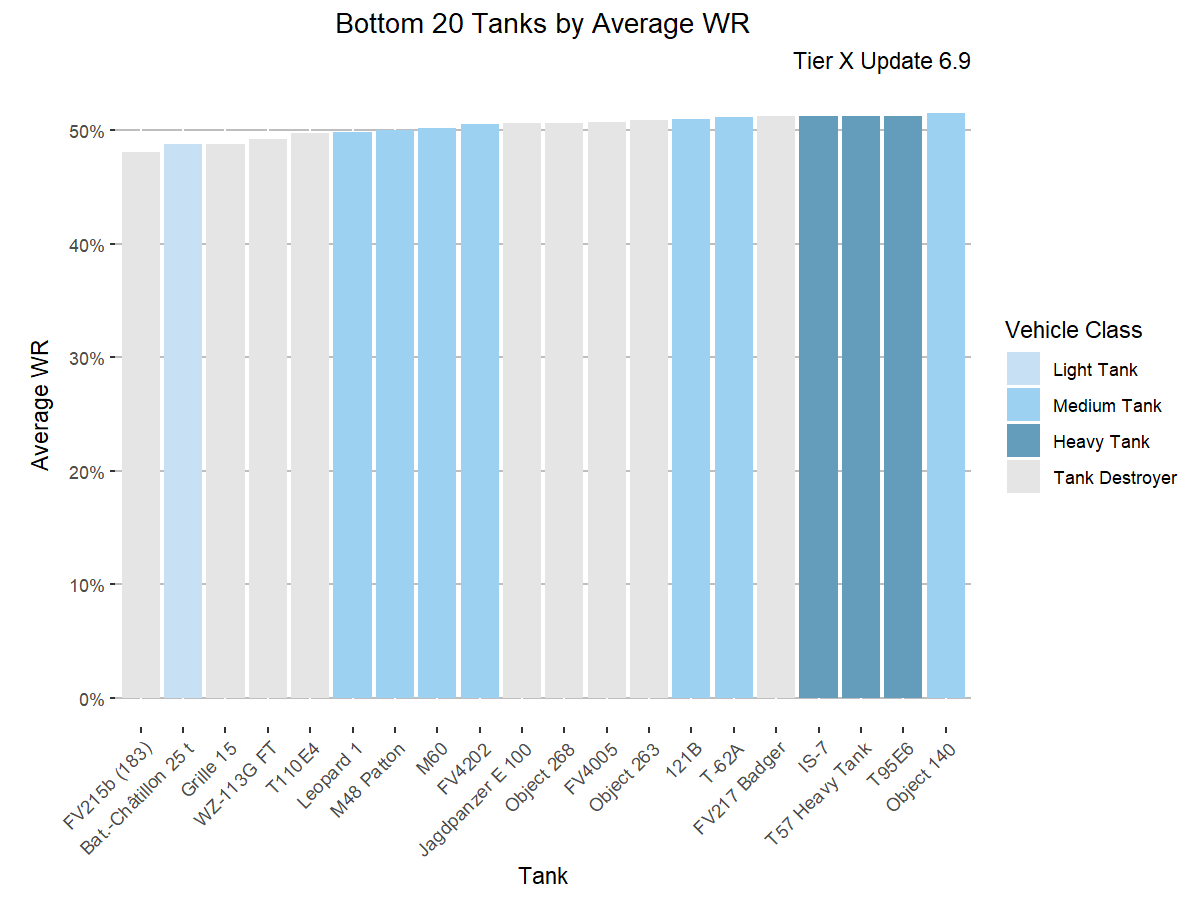 Bottom 20 Tanks by Average WR
Tier X Update 6.9
Average WR
50%
40%
30%
20%
10%
0%
FV215b (183)
Bat.-Châtillon 25 t
Grille 15
WZ-113G FT
T110E4
Leopard 1
M48 Patton
M60
FV4202
Jagdpanzer E 100
Object 268
FV4005
Object 263
121B
T-62A
FV217 Badger
IS-7
T57 Heavy Tank
T95E6
Object 140
Tank
Vehicle Class
Light Tank
Medium Tank
Heavy Tank
Tank Destroyer